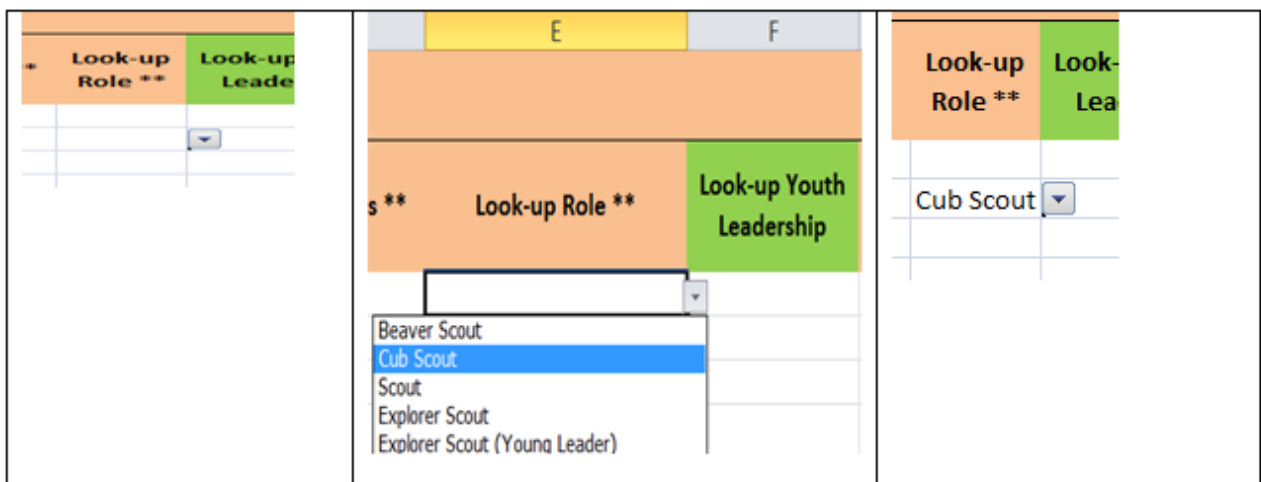 * Look-up Look-up
Role ** Leade
E F
s ** Look-up Role ** Look-up Youth
Leadership
Beaver Scout
Cub Scout
Scout
Explorer Scout
Explorer Scout (Young Leader)
Look-up Look-
Role ** Lea
Cub Scout